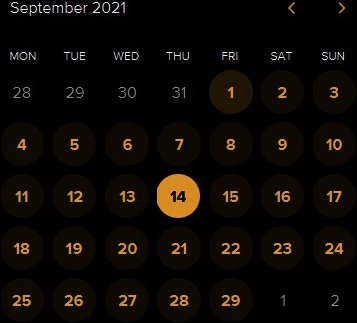 September 2021
MON TUE WED THU FRI SAT SUN
28 29 30 31 1 2 3
4 5 6 7 8 9 10
11 12 13 14 15 16 17
18 19 20 21 22 23 24
25 26 27 28 29 1 2